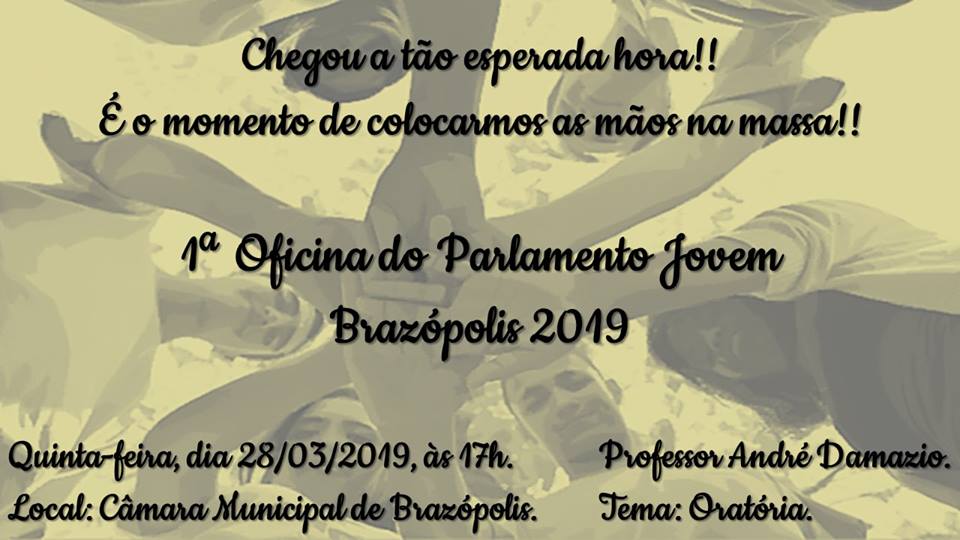 Chegou a tão esperada hora!!
É o momento de colocarmos as mãos na massa!!
1ª Oficina do Parlamento Jovem
Brazópolis 2019
Quinta-feira, dia 28/03/2019, às 17h.
Local: Câmara Municipal de Brazópolis.
Professor André Damazio.
Tema: Oratória.